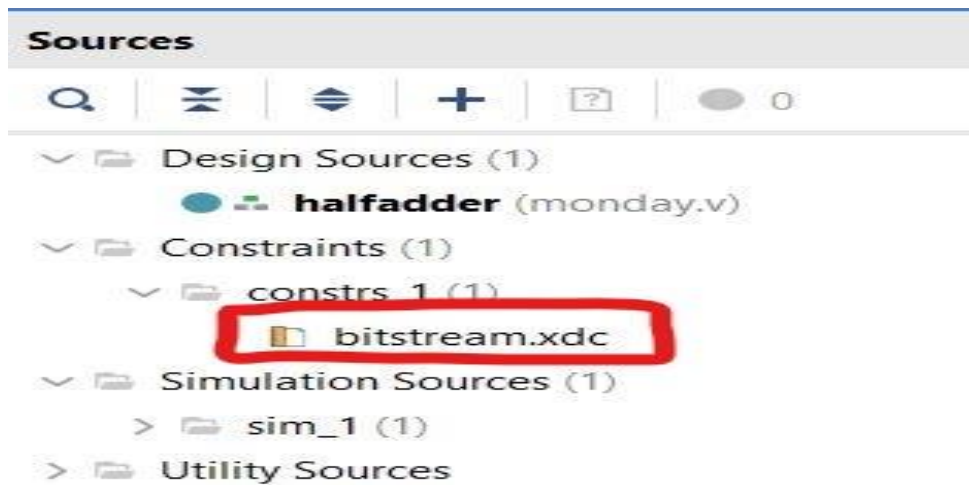 Sources
0
Design Sources (1)
halfadder (monday.v)
Constraints (1)
constrs_1 (1)
bitstream.xdc
Simulation Sources (1)
sim_1 (1)
Utility Sources